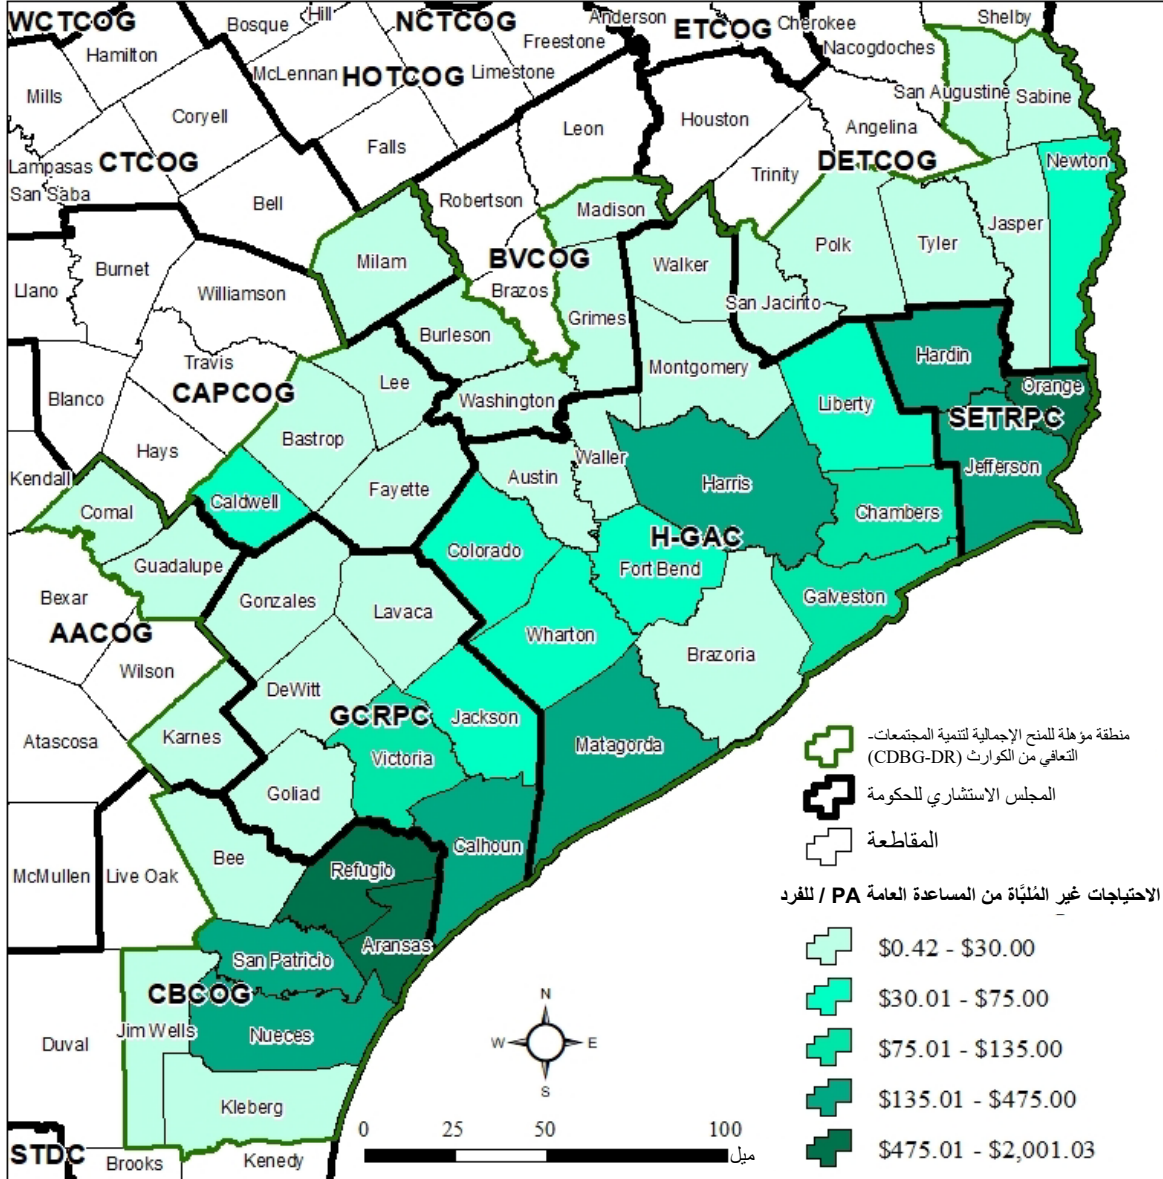 WCTCOG
Hill
Bosque
NCTCOG
Anderson
ETCOG
Cherokee
Shelby
Hamilton
Freestone
Nacogdoches
McLennan
HOTCOG
Limestone
Mills
San Augustine
Sabine
Coryell
Leon
Houston
Angelina
Falls
Lampasas
CTCOG
DETCOG
Newton
San Saba
Bell
Robertson
Trinity
Madison
Jasper
Polk
Tyler
Milam
BVCOG
Walker
Burnet
Llano
Williamson
Brazos
San Jacinto
Grimes
Burleson
Travis
Montgomery
Hardin
Lee
Orange
Blanco
CAPCOG
Washington
Liberty
SETRPC
Bastrop
Hays
Waller
Jefferson
Kendall
Austin
Harris
Fayette
Caldwell
Comal
Chambers
H-GAC
Colorado
Guadalupe
Fort Bend
Bexar
Gonzales
Lavaca
Galveston
AACOG
Wharton
Brazoria
Wilson
DeWitt
GCRPC
Jackson
Karnes
Atascosa
Matagorda
Victoria
منطقة مؤهلة للمنح الإجمالية لتنمية المجتمعات-
التعافي من الكوارث (CDBG-DR)
Goliad
المجلس الاستشاري للحكومة
Calhoun
المقاطعة
Bee
Refugio
McMullen
Live Oak
الاحتياجات غير المُلبَّاة من المساعدة العامة PA / للفرد
Aransas
San Patricio
$0.42 - $30.00
CBCOG
N
$30.01 - $75.00
Jim Wells
Nueces
Duval
W
E
$75.01 - $135.00
S
Kleberg
$135.01 - $475.00
0 25 50 100
ميل
STDC
Brooks
Kenedy
$475.01 - $2,001.03